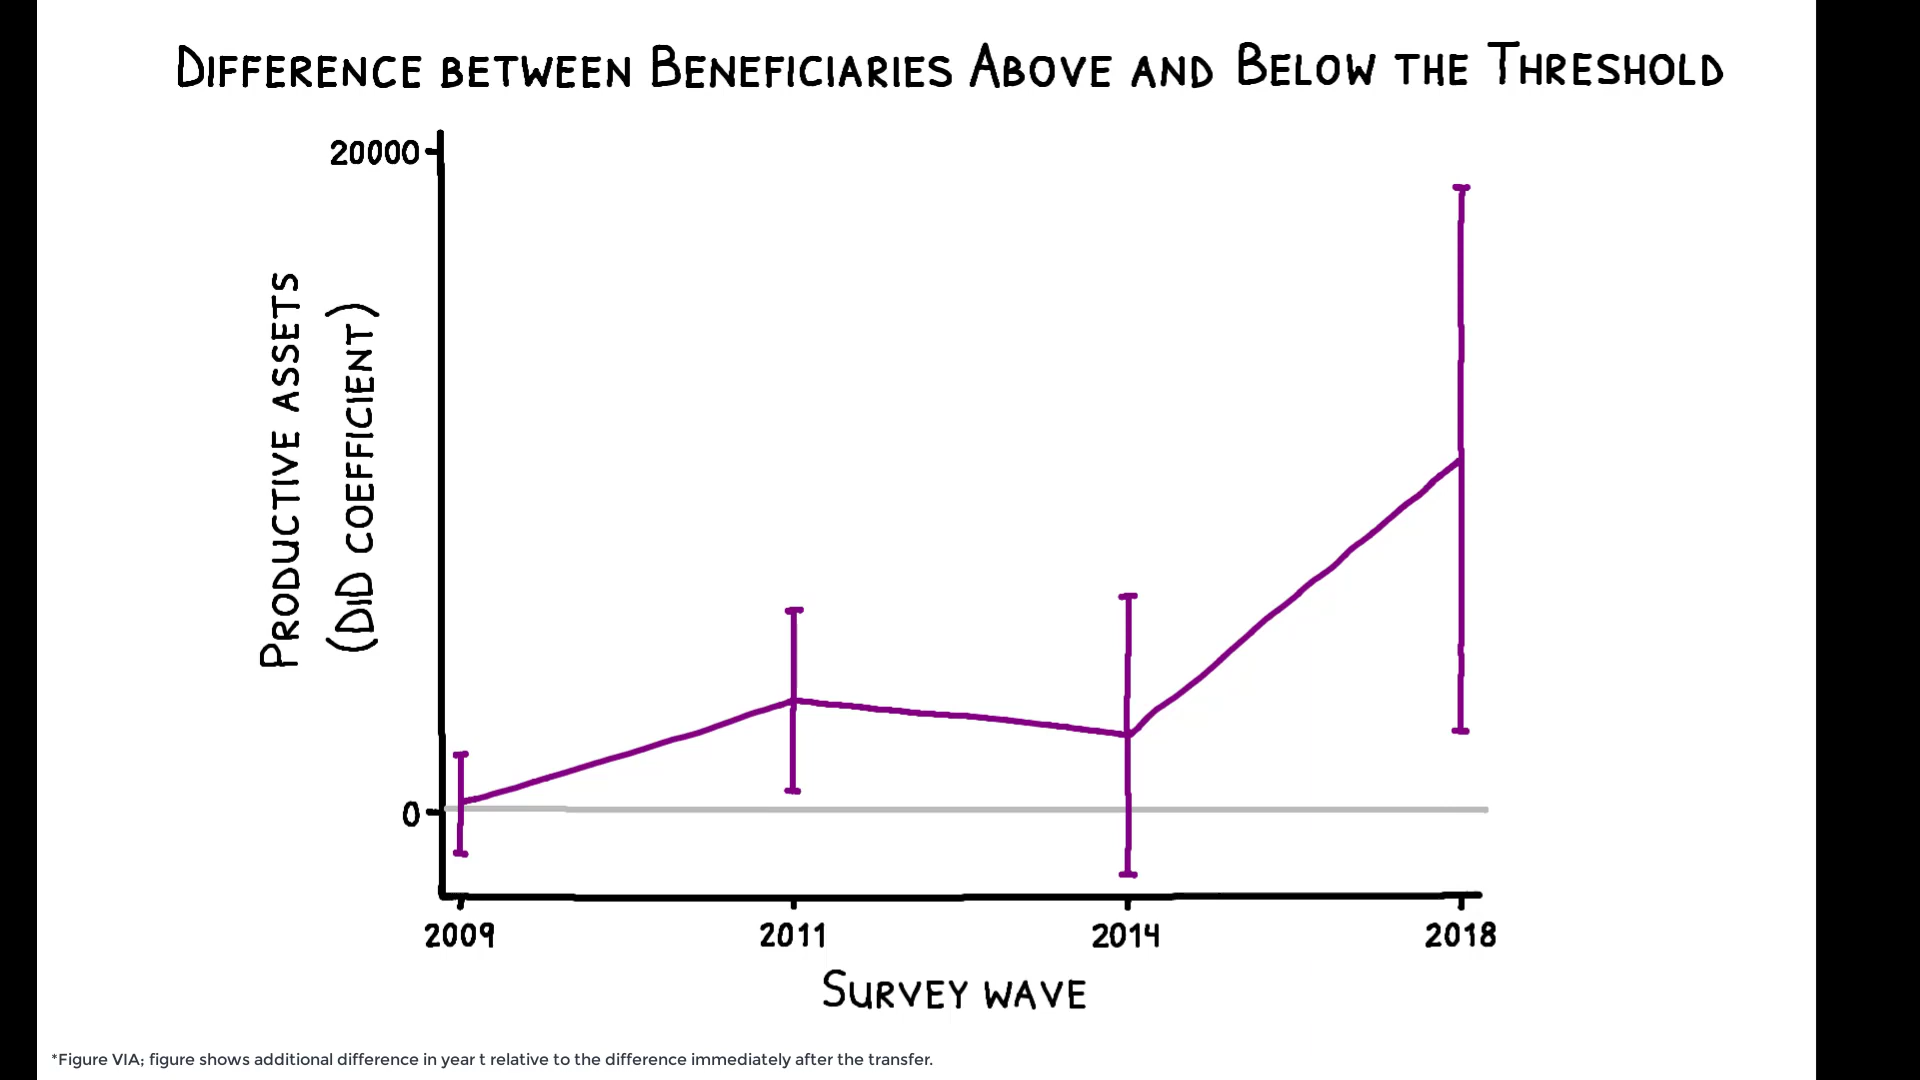 DIFFERENCE BETWEEN BENEFICIARIES ABOVE AND BELOW THE THRESHOLD
20000
PRODUCTIVE ASSETS
(DID COEFFICIENT)
0
2009
2011
2014
2018
SURVEY WAVE
*Figure VIA; figure shows additional difference in year t relative to the difference immediately after the transfer.